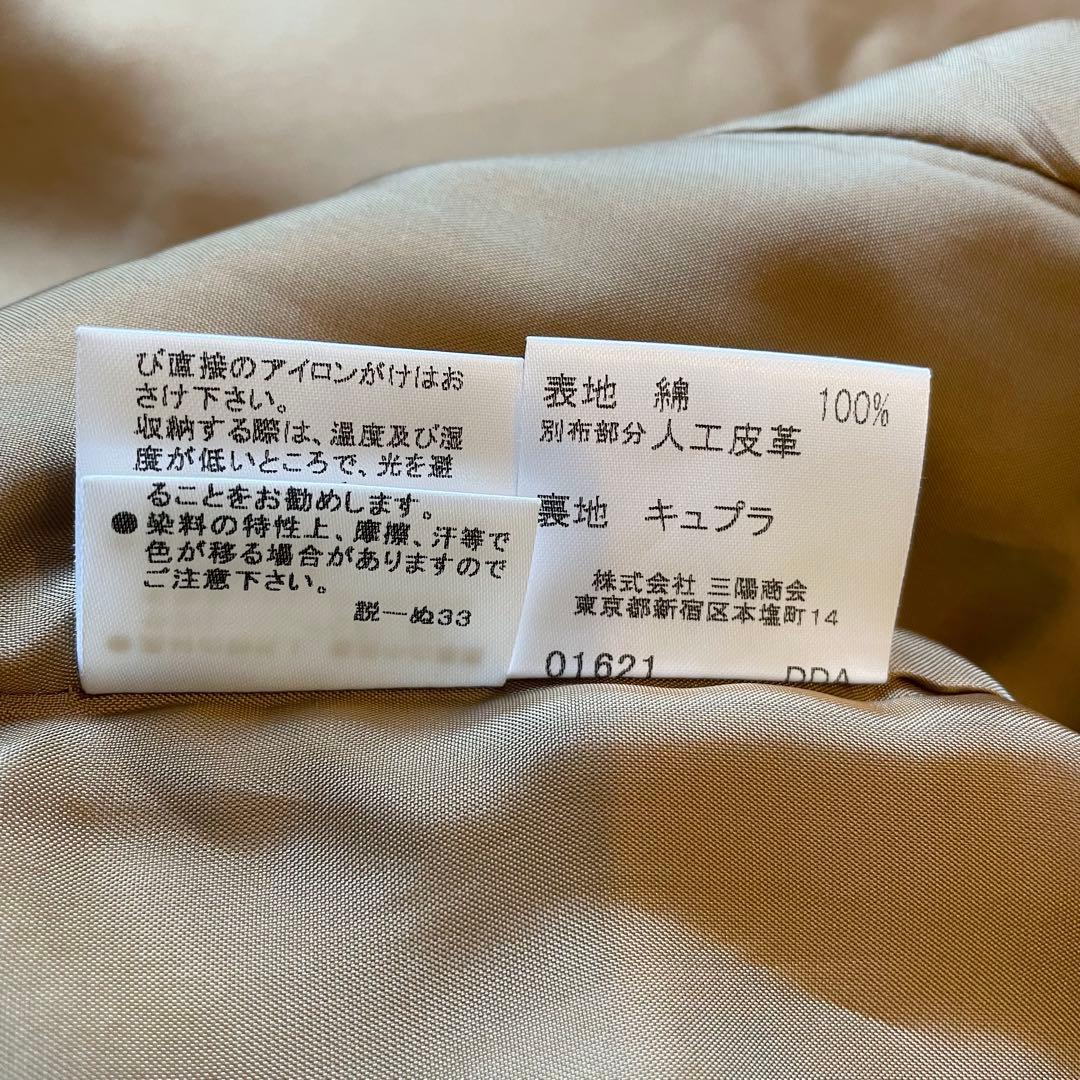 び直接のアイロンがけはお
さけ下さい。
収納する際は、温度及び湿
度が低いところで、光を避
ることをお勧めします。
●染料の特性上、摩擦、汗等で
色が移る場合がありますので
ご注意下さい。
説―ぬ33
表地 綿 100%
別布部分 人工皮革
裏地 キュプラ
株式会社 三陽商会
東京都新宿区本塩町14
01621 DDA